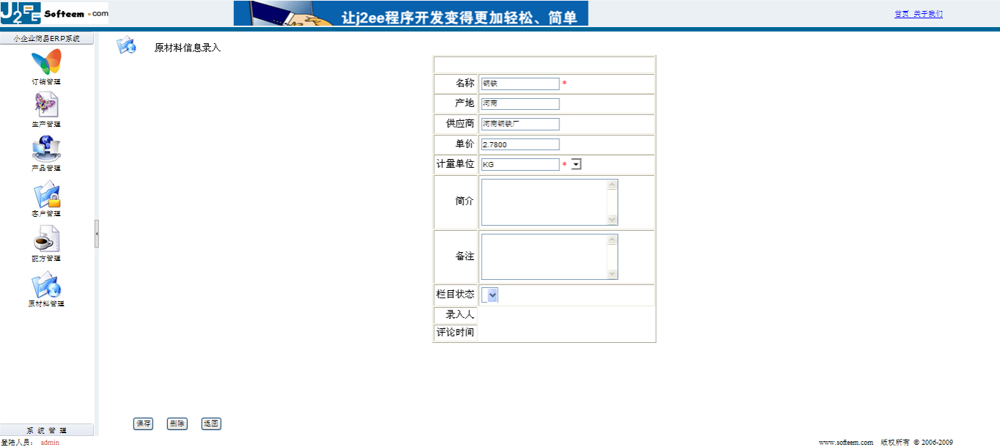 J2EE Softeem .com
让j2ee程序开发变得更加轻松、简单
首页 关于我们
小企业简易ERP系统
订销管理
生产管理
产品管理
客户管理
配方管理
原材料管理
系 统 管 理
原材料信息录入
名称 钢铁 *
产地 河南
供应商 河南钢铁厂
单价 2.7800
计量单位 KG *
简介
备注
栏目状态
录入人
评论时间
保存 删除 返回
登陆人员： admin
www.softeem.com 版权所有 © 2006-2009